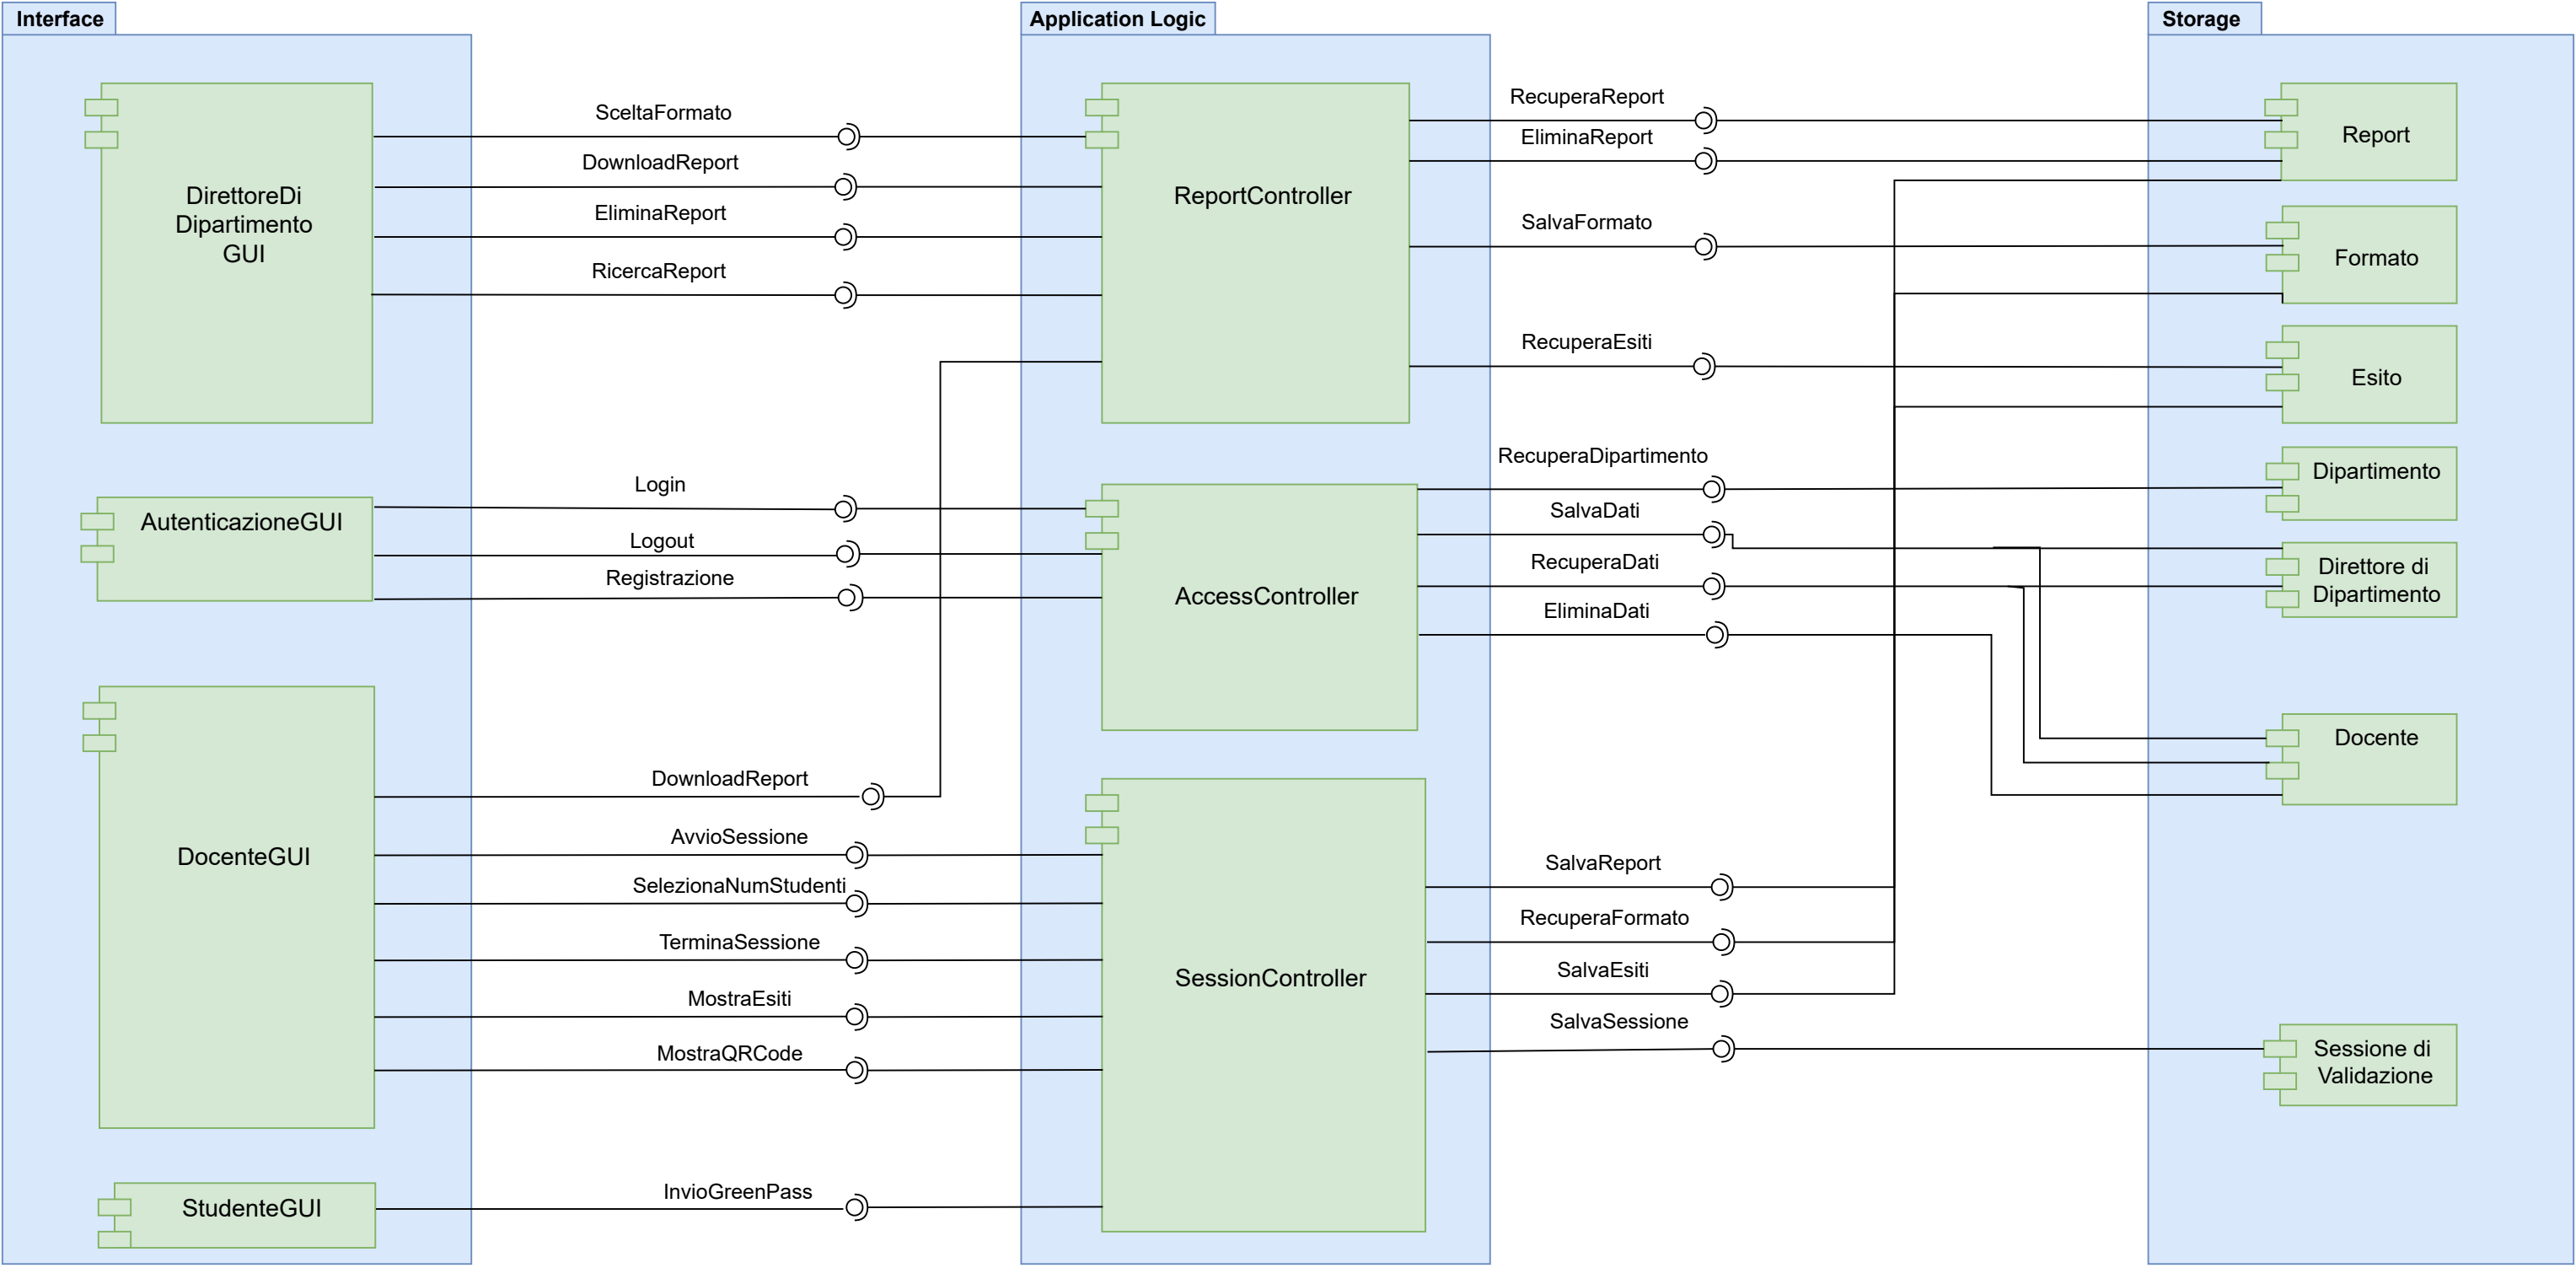 Interface
Application Logic
Storage
DirettoreDi
Dipartimento
GUI
AutenticazioneGUI
DocenteGUI
StudenteGUI
SceltaFormato
DownloadReport
EliminaReport
RicercaReport
Login
Logout
Registrazione
DownloadReport
AvvioSessione
SelezionaNumStudenti
TerminaSessione
MostraEsiti
MostraQRCode
InvioGreenPass
ReportController
AccessController
SessionController
RecuperaReport
EliminaReport
SalvaFormato
RecuperaEsiti
RecuperaDipartimento
SalvaDati
RecuperaDati
EliminaDati
SalvaReport
RecuperaFormato
SalvaEsiti
SalvaSessione
Report
Formato
Esito
Dipartimento
Direttore di
Dipartimento
Docente
Sessione di
Validazione